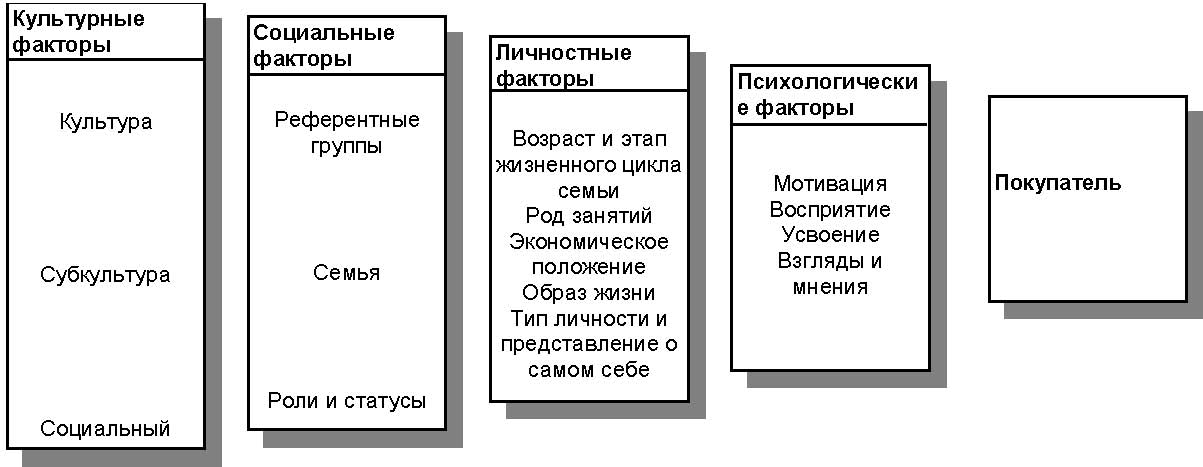 Культурные
факторы
Культура
Субкультура
Социальный
Социальные
факторы
Референтные
группы
Семья
Роли и статусы
Личностные
факторы
Возраст и этап
жизненного цикла
семьи
Род занятий
Экономическое
положение
Образ жизни
Тип личности и
представление о
самом себе
Психологически
е факторы
Мотивация
Восприятие
Усвоение
Взгляды и
мнения
Покупатель